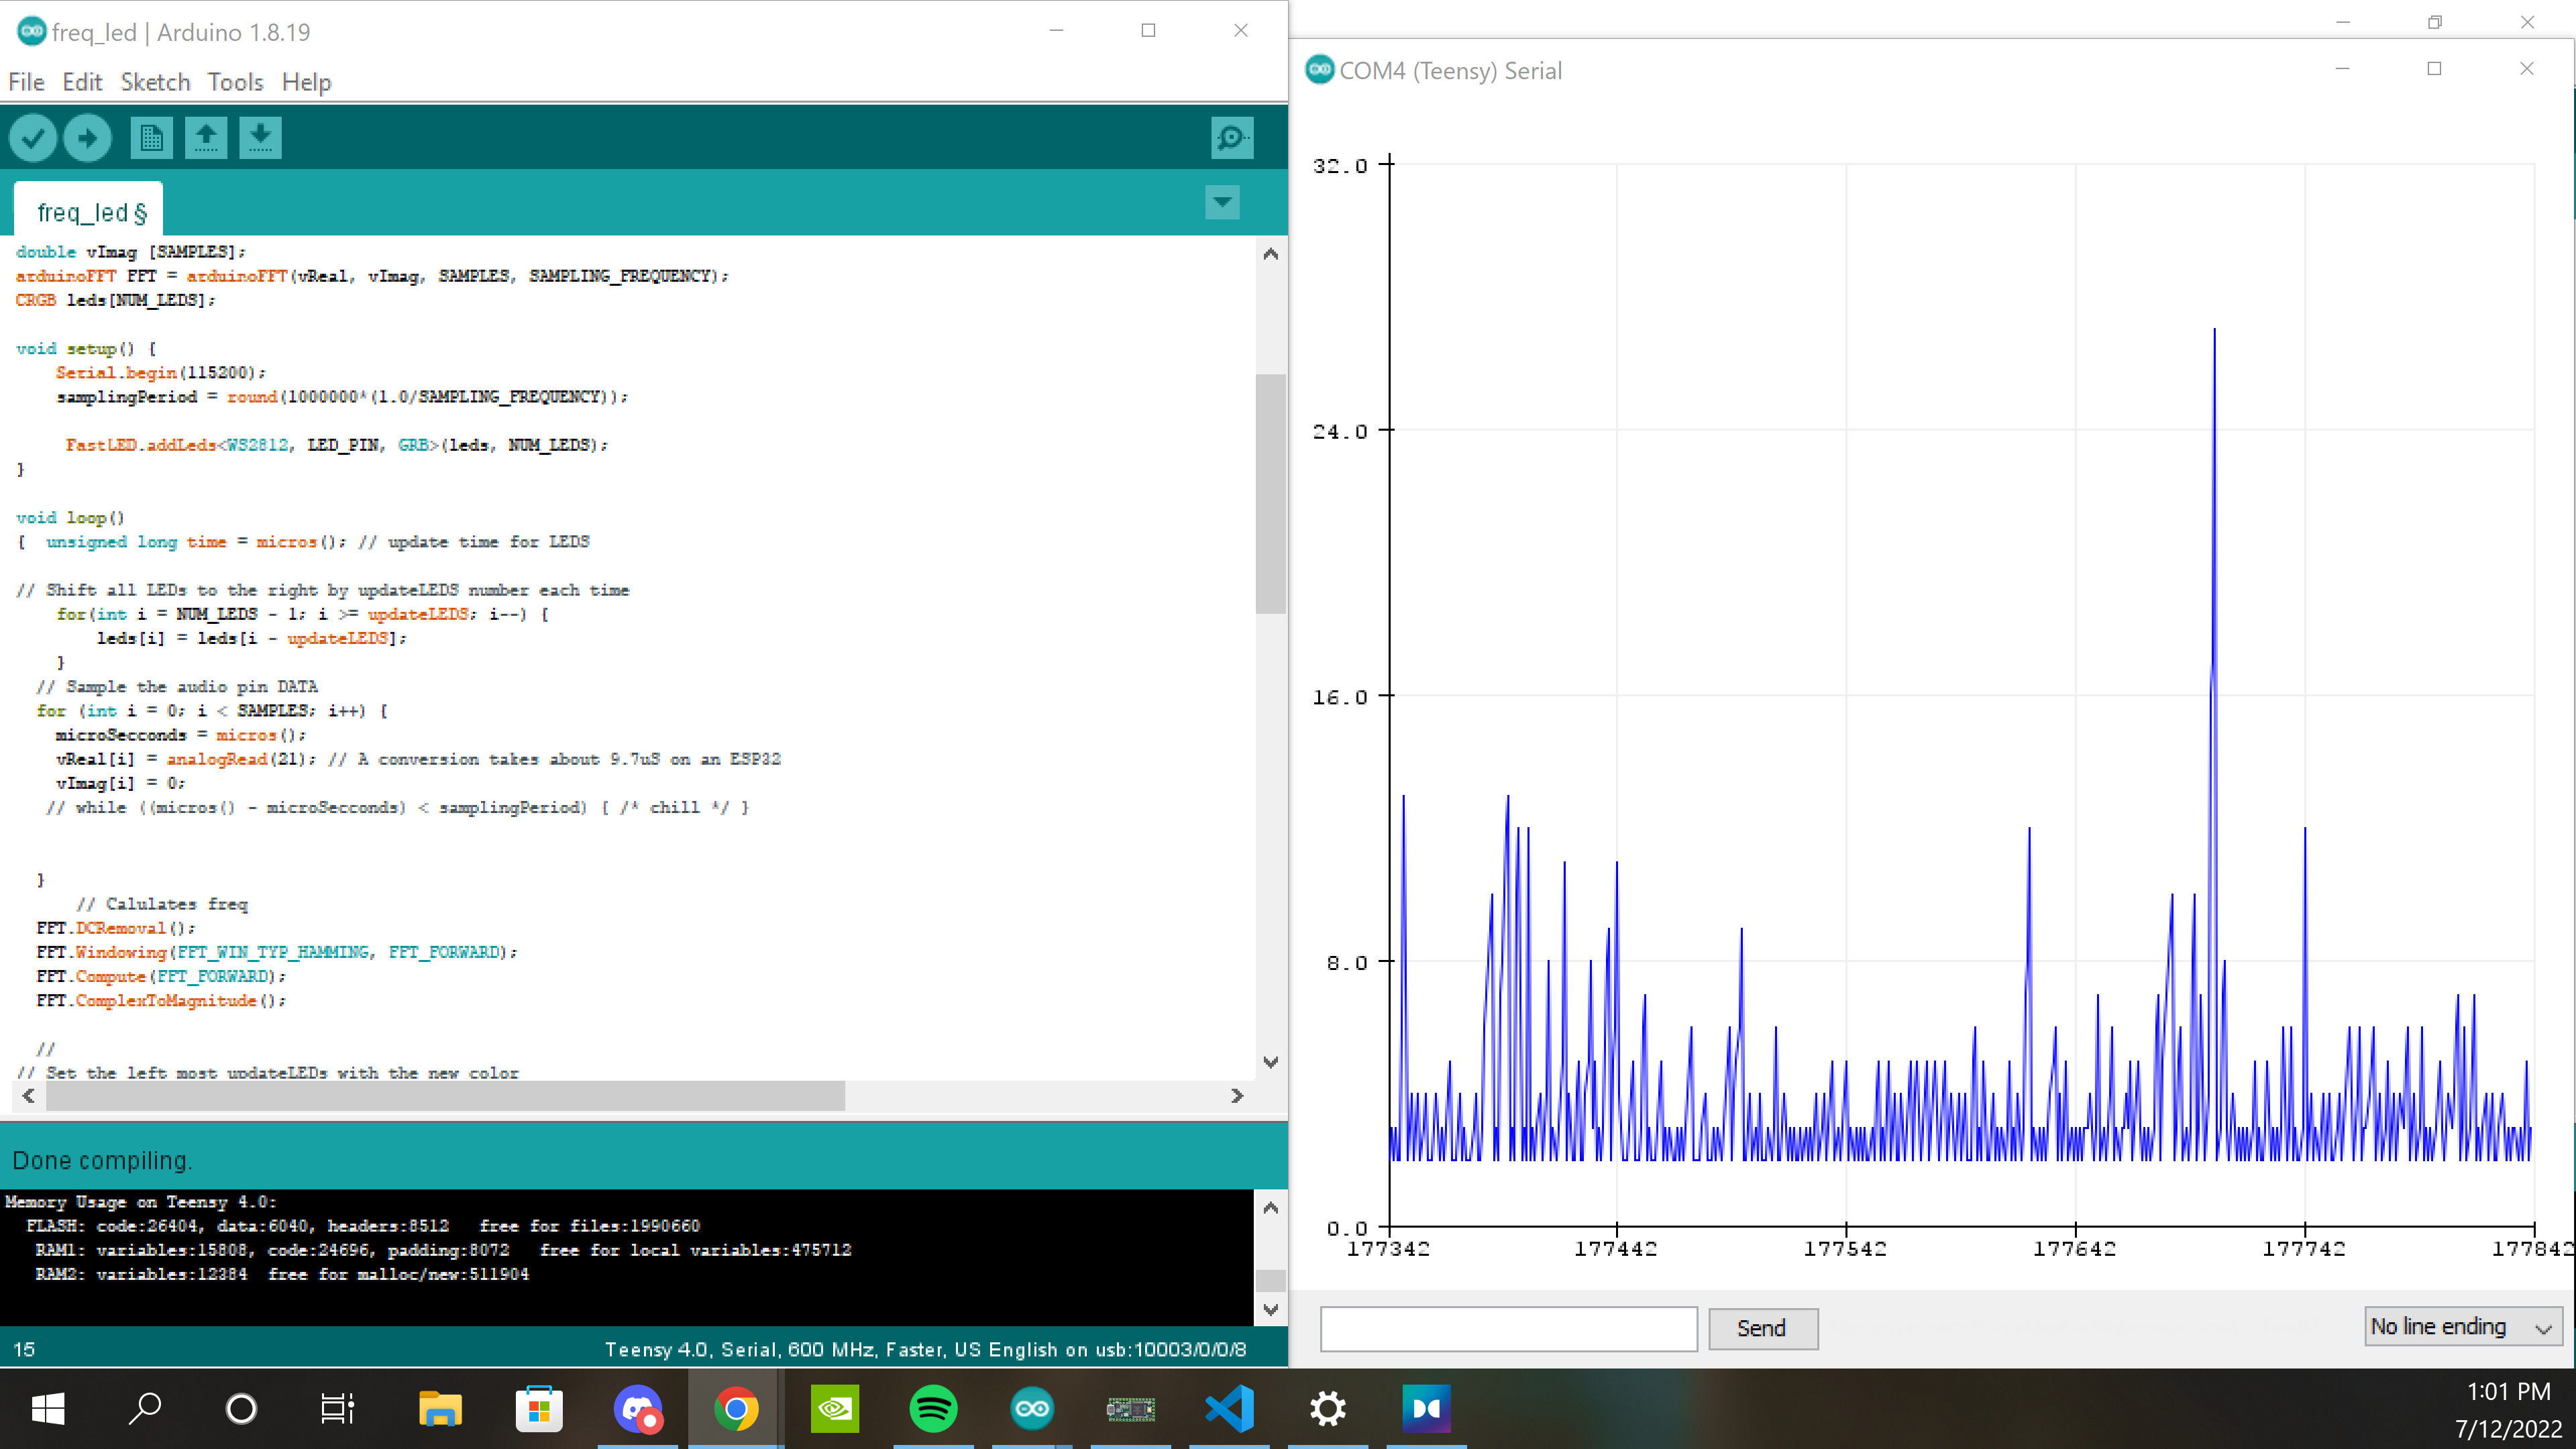 freq_led | Arduino 1.8.19
File Edit Sketch Tools Help
freq_led §
double vImag [SAMPLES];
arduinoFFT FFT = arduinoFFT(vReal, vImag, SAMPLES, SAMPLING_FREQUENCY);
CRGB leds[NUM_LEDS];
void setup() {
Serial.begin(115200);
samplingPeriod = round(1000000*(1.0/SAMPLING_FREQUENCY));
FastLED.addLeds<WS2812, LED_PIN, GRB>(leds, NUM_LEDS);
}
void loop()
{ unsigned long time = micros(); // update time for LEDS
// Shift all LEDs to the right by updateLEDS number each time
for(int i = NUM_LEDS - 1; i >= updateLEDS; i--) {
leds[i] = leds[i - updateLEDS];
}
// Sample the audio pin DATA
for (int i = 0; i < SAMPLES; i++) {
microSecconds = micros();
vReal[i] = analogRead(21); // A conversion takes about 9.7uS on an ESP32
vImag[i] = 0;
// while ((micros() - microSecconds) < samplingPeriod) { /* chill */ }
}
// Calulates freq
FFT.DCRemoval();
FFT.Windowing(FFT_WIN_TYP_HAMMING, FFT_FORWARD);
FFT.Compute(FFT_FORWARD);
FFT.ComplexToMagnitude();
//
// Set the left most updateLEDs with the new color
Done compiling.
Memory Usage on Teensy 4.0:
FLASH: code:26404, data:6040, headers:8512 free for files:1990660
RAM1: variables:15808, code:24696, padding:8072 free for local variables:475712
RAM2: variables:12384 free for malloc/new:511904
15
Teensy 4.0, Serial, 600 MHz, Faster, US English on usb:10003/0/0/8
COM4 (Teensy) Serial
32.0
24.0
16.0
8.0
0.0
177342 177442 177542 177642 177742 177842
Send
No line ending
1:01 PM
7/12/2022